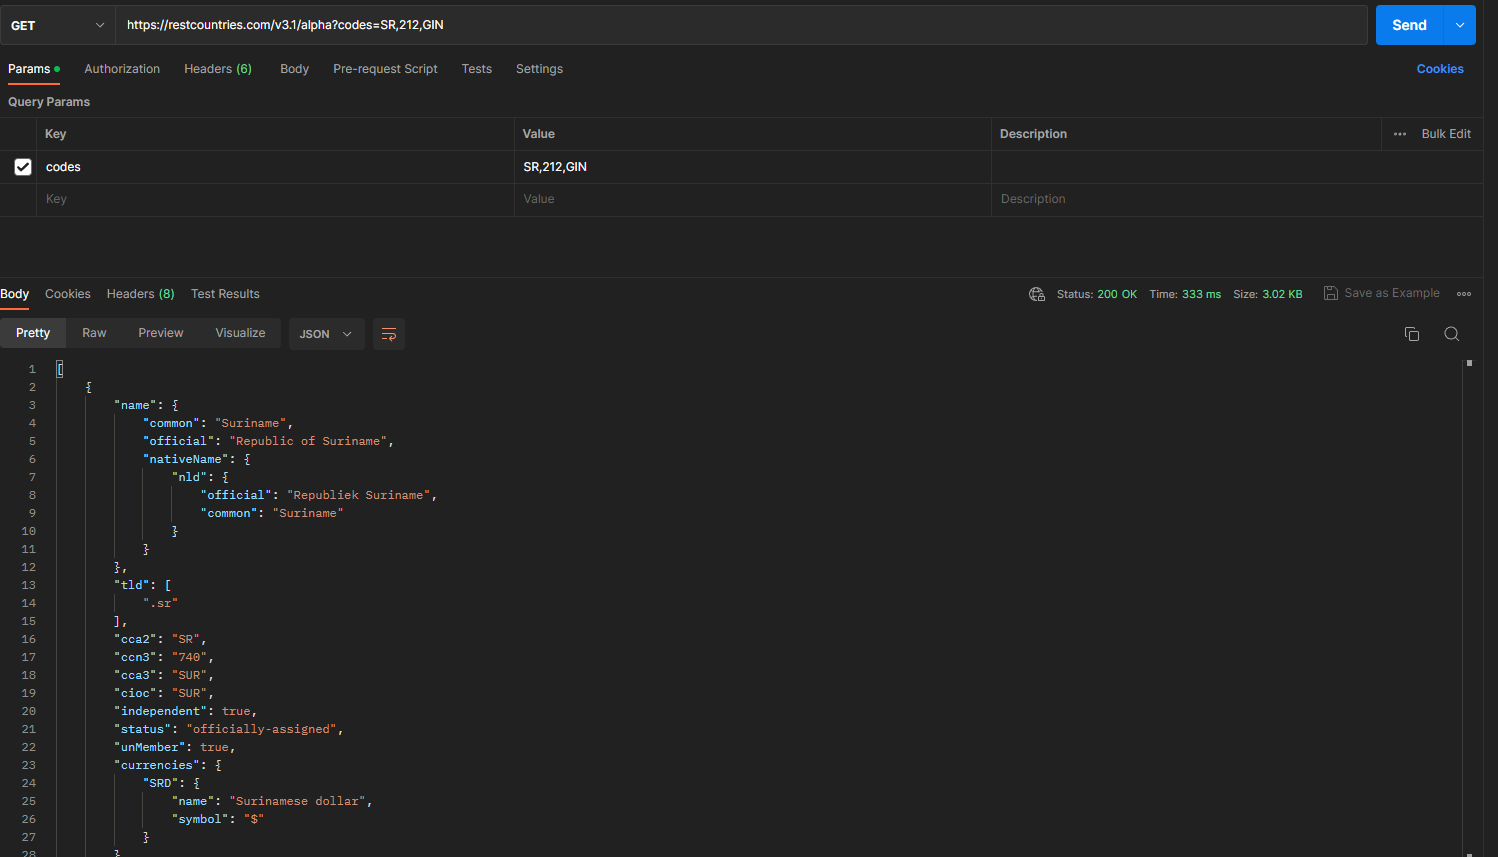 GET https://restcountries.com/v3.1/alpha?codes=SR,212,GIN Send
Params Authorization Headers (6) Body Pre-request Script Tests Settings Cookies
Query Params
Key Value Description Bulk Edit
codes SR,212,GIN
Key Value Description
Body Cookies Headers (8) Test Results Status: 200 OK Time: 333 ms Size: 3.02 KB Save as Example
Pretty Raw Preview Visualize JSON
1 [
2 {
3 "name": {
4 "common": "Suriname",
5 "official": "Republic of Suriname",
6 "nativeName": {
7 "nld": {
8 "official": "Republiek Suriname",
9 "common": "Suriname"
10 }
11 }
12 },
13 "tld": [
14 ".sr"
15 ],
16 "cca2": "SR",
17 "ccn3": "740",
18 "cca3": "SUR",
19 "cioc": "SUR",
20 "independent": true,
21 "status": "officially-assigned",
22 "unMember": true,
23 "currencies": {
24 "SRD": {
25 "name": "Surinamese dollar",
26 "symbol": "$"
27 }
28 }